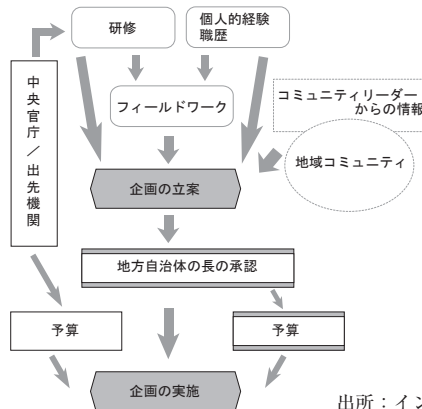 研修
個人的経験
職歴
中央官庁／出先機関
フィールドワーク
コミュニティリーダー
からの情報
地域コミュニティ
企画の立案
地方自治体の長の承認
予算
予算
企画の実施
出所：イン